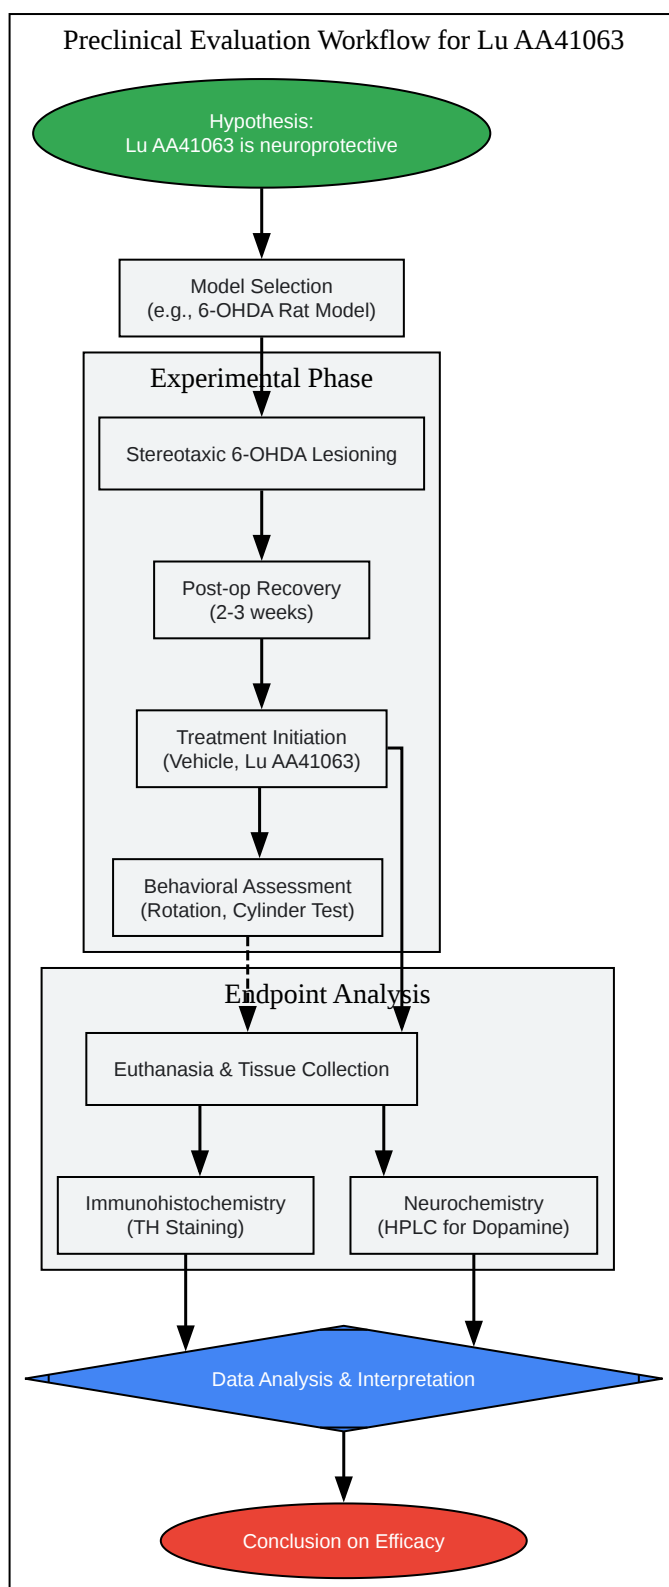 Preclinical Evaluation Workflow for Lu AA41063
Hypothesis:
Lu AA41063 is neuroprotective
Model Selection
(e.g., 6-OHDA Rat Model)
Experimental Phase
Stereotaxic 6-OHDA Lesioning
Post-op Recovery
(2-3 weeks)
Treatment Initiation
(Vehicle, Lu AA41063)
Behavioral Assessment
(Rotation, Cylinder Test)
Endpoint Analysis
Euthanasia & Tissue Collection
Immunohistochemistry
(TH Staining)
Neurochemistry
(HPLC for Dopamine)
Data Analysis & Interpretation
Conclusion on Efficacy